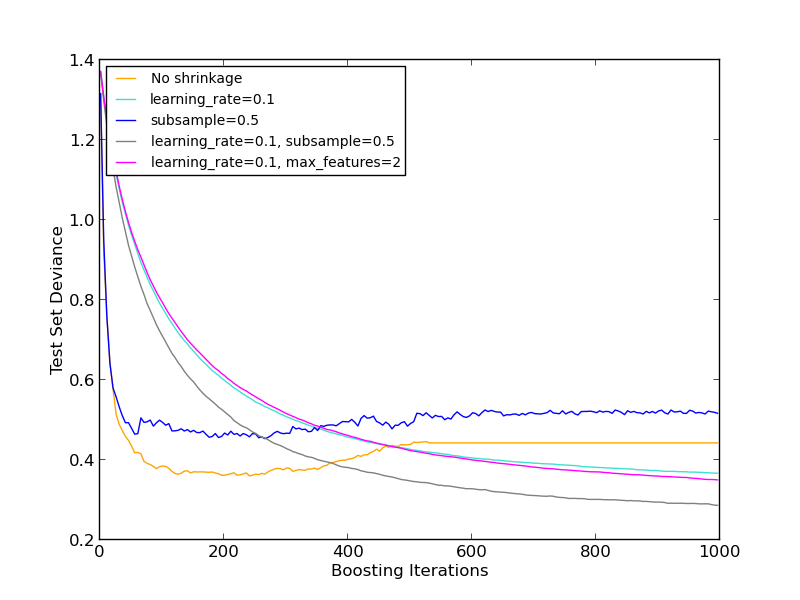 1.4
1.2
1.0
0.8
0.6
0.4
0.2
Test Set Deviance
No shrinkage
learning_rate=0.1
subsample=0.5
learning_rate=0.1, subsample=0.5
learning_rate=0.1, max_features=2
0 200 400 600 800 1000
Boosting Iterations